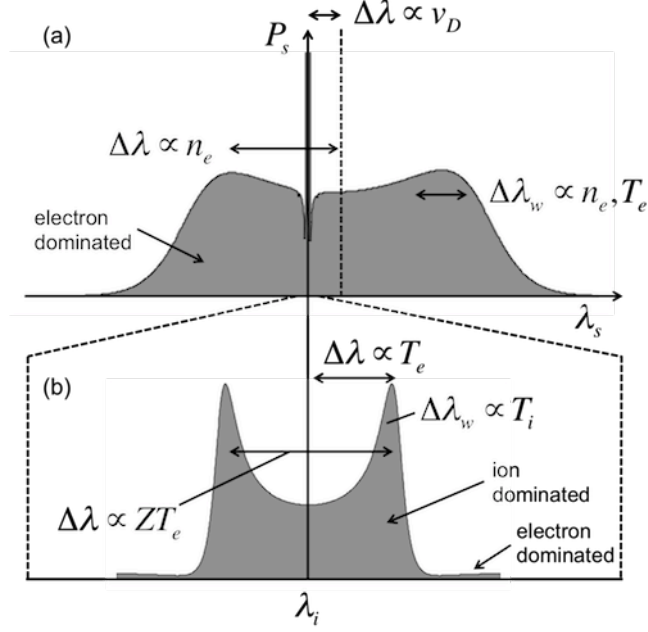 Δλ ∝ v_D
(a)
P_s
Δλ ∝ n_e
Δλ_w ∝ n_e, T_e
electron
dominated
λ_s
(b)
Δλ ∝ T_e
Δλ_w ∝ T_i
ion
dominated
Δλ ∝ ZT_e
electron
dominated
λ_i